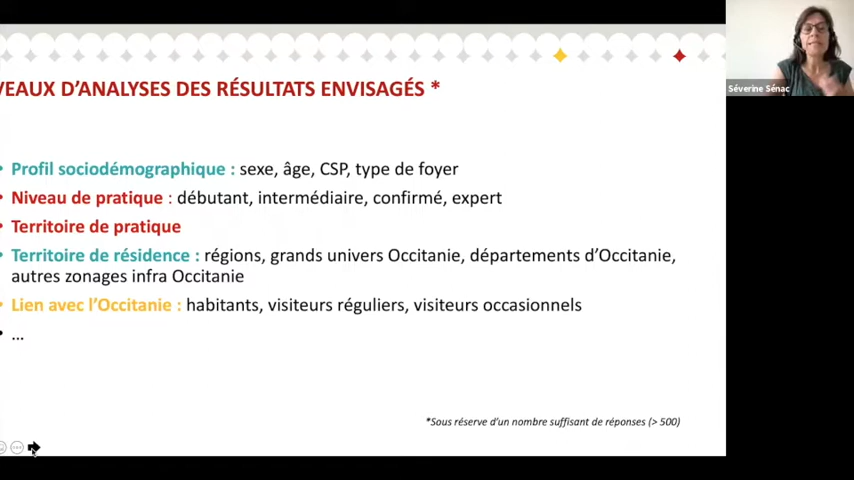 VEAUX D'ANALYSES DES RÉSULTATS ENVISAGÉS *
Séverine Sénac
• Profil sociodémographique : sexe, âge, CSP, type de foyer
• Niveau de pratique : débutant, intermédiaire, confirmé, expert
• Territoire de pratique
• Territoire de résidence : régions, grands univers Occitanie, départements d'Occitanie,
autres zonages infra Occitanie
• Lien avec l'Occitanie : habitants, visiteurs réguliers, visiteurs occasionnels
• ...
*Sous réserve d'un nombre suffisant de réponses (> 500)